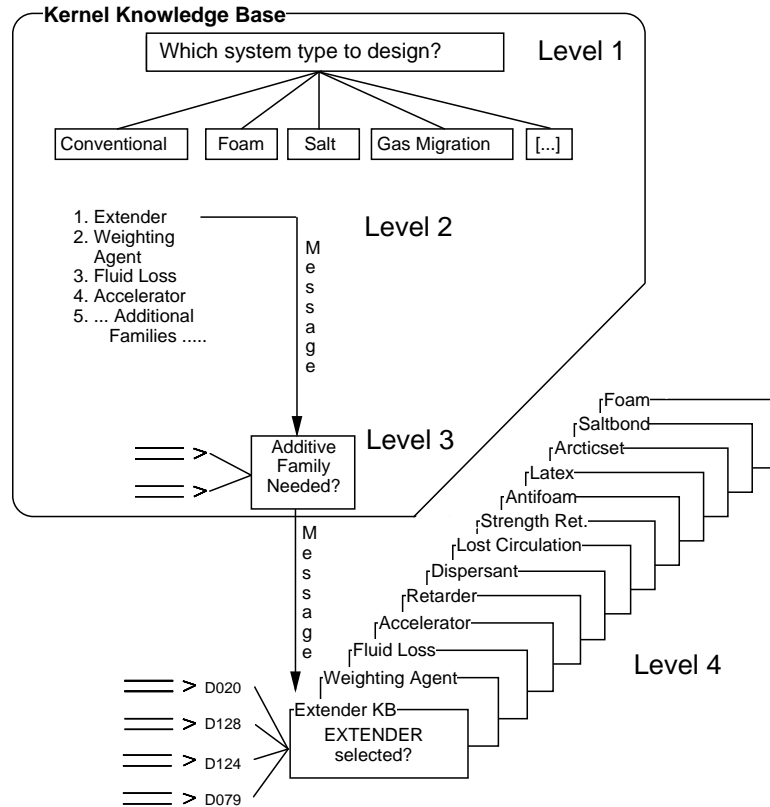 Kernel Knowledge Base
Which system type to design?
Level 1
Conventional
Foam
Salt
Gas Migration
[...]
1. Extender
2. Weighting
Agent
3. Fluid Loss
4. Accelerator
5. ... Additional
Families .....
Message
Level 2
Additive
Family
Needed?
Level 3
>
>
Message
Foam
Saltbond
Arcticset
Latex
Antifoam
Strength Ret.
Lost Circulation
Dispersant
Retarder
Accelerator
Fluid Loss
Weighting Agent
Extender KB
EXTENDER
selected?
Level 4
> D020
> D128
> D124
> D079